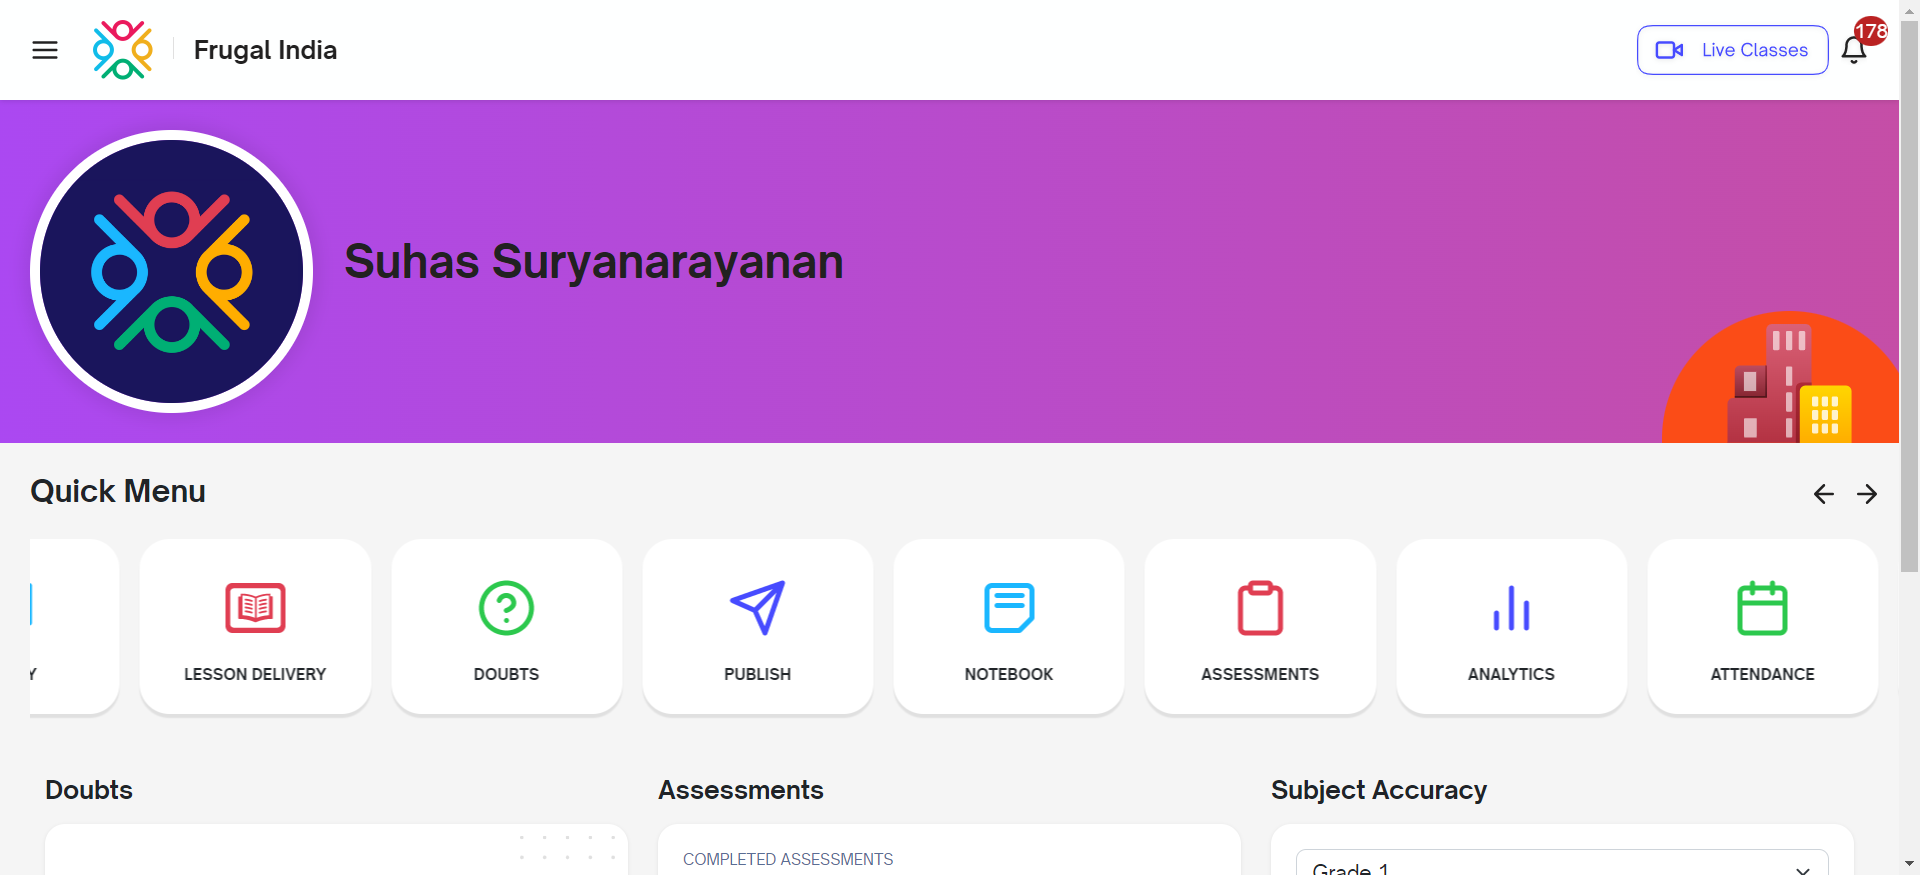 Frugal India
Live Classes
178
Suhas Suryanarayanan
Quick Menu
Y
LESSON DELIVERY
DOUBTS
PUBLISH
NOTEBOOK
ASSESSMENTS
ANALYTICS
ATTENDANCE
Doubts
Assessments
Subject Accuracy
COMPLETED ASSESSMENTS
Grade 1